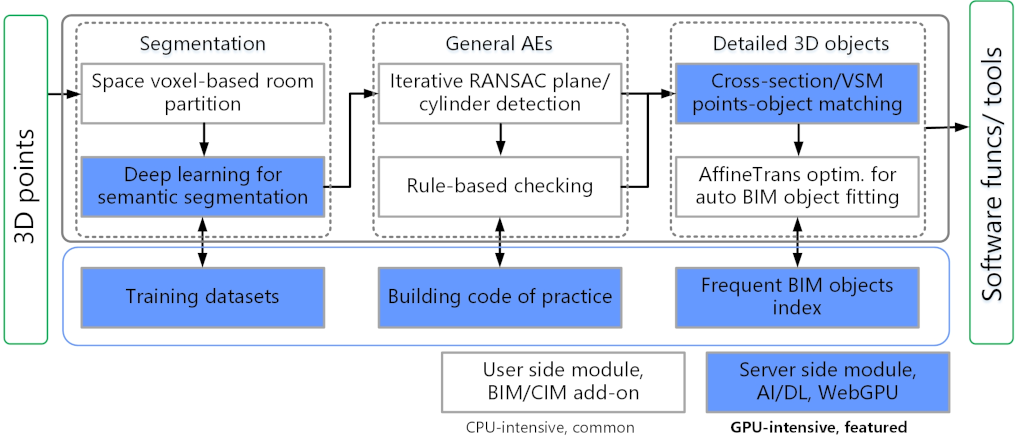 3D points
Segmentation
Space voxel-based room
partition
Deep learning for
semantic segmentation
General AEs
Iterative RANSAC plane/
cylinder detection
Rule-based checking
Detailed 3D objects
Cross-section/VSM
points-object matching
AffineTrans optim. for
auto BIM object fitting
Software funcs/ tools
Training datasets
Building code of practice
Frequent BIM objects
index
User side module,
BIM/CIM add-on
CPU-intensive, common
Server side module,
AI/DL, WebGPU
GPU-intensive, featured